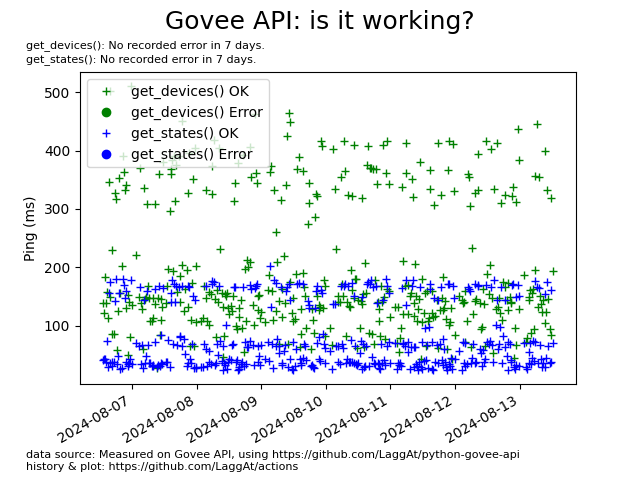 Govee API: is it working?
get_devices(): No recorded error in 7 days.
get_states(): No recorded error in 7 days.
get_devices() OK
get_devices() Error
get_states() OK
get_states() Error
Ping (ms)
500
400
300
200
100
2024-08-07
2024-08-08
2024-08-09
2024-08-10
2024-08-11
2024-08-12
2024-08-13
data source: Measured on Govee API, using https://github.com/LaggAt/python-govee-api
history & plot: https://github.com/LaggAt/actions